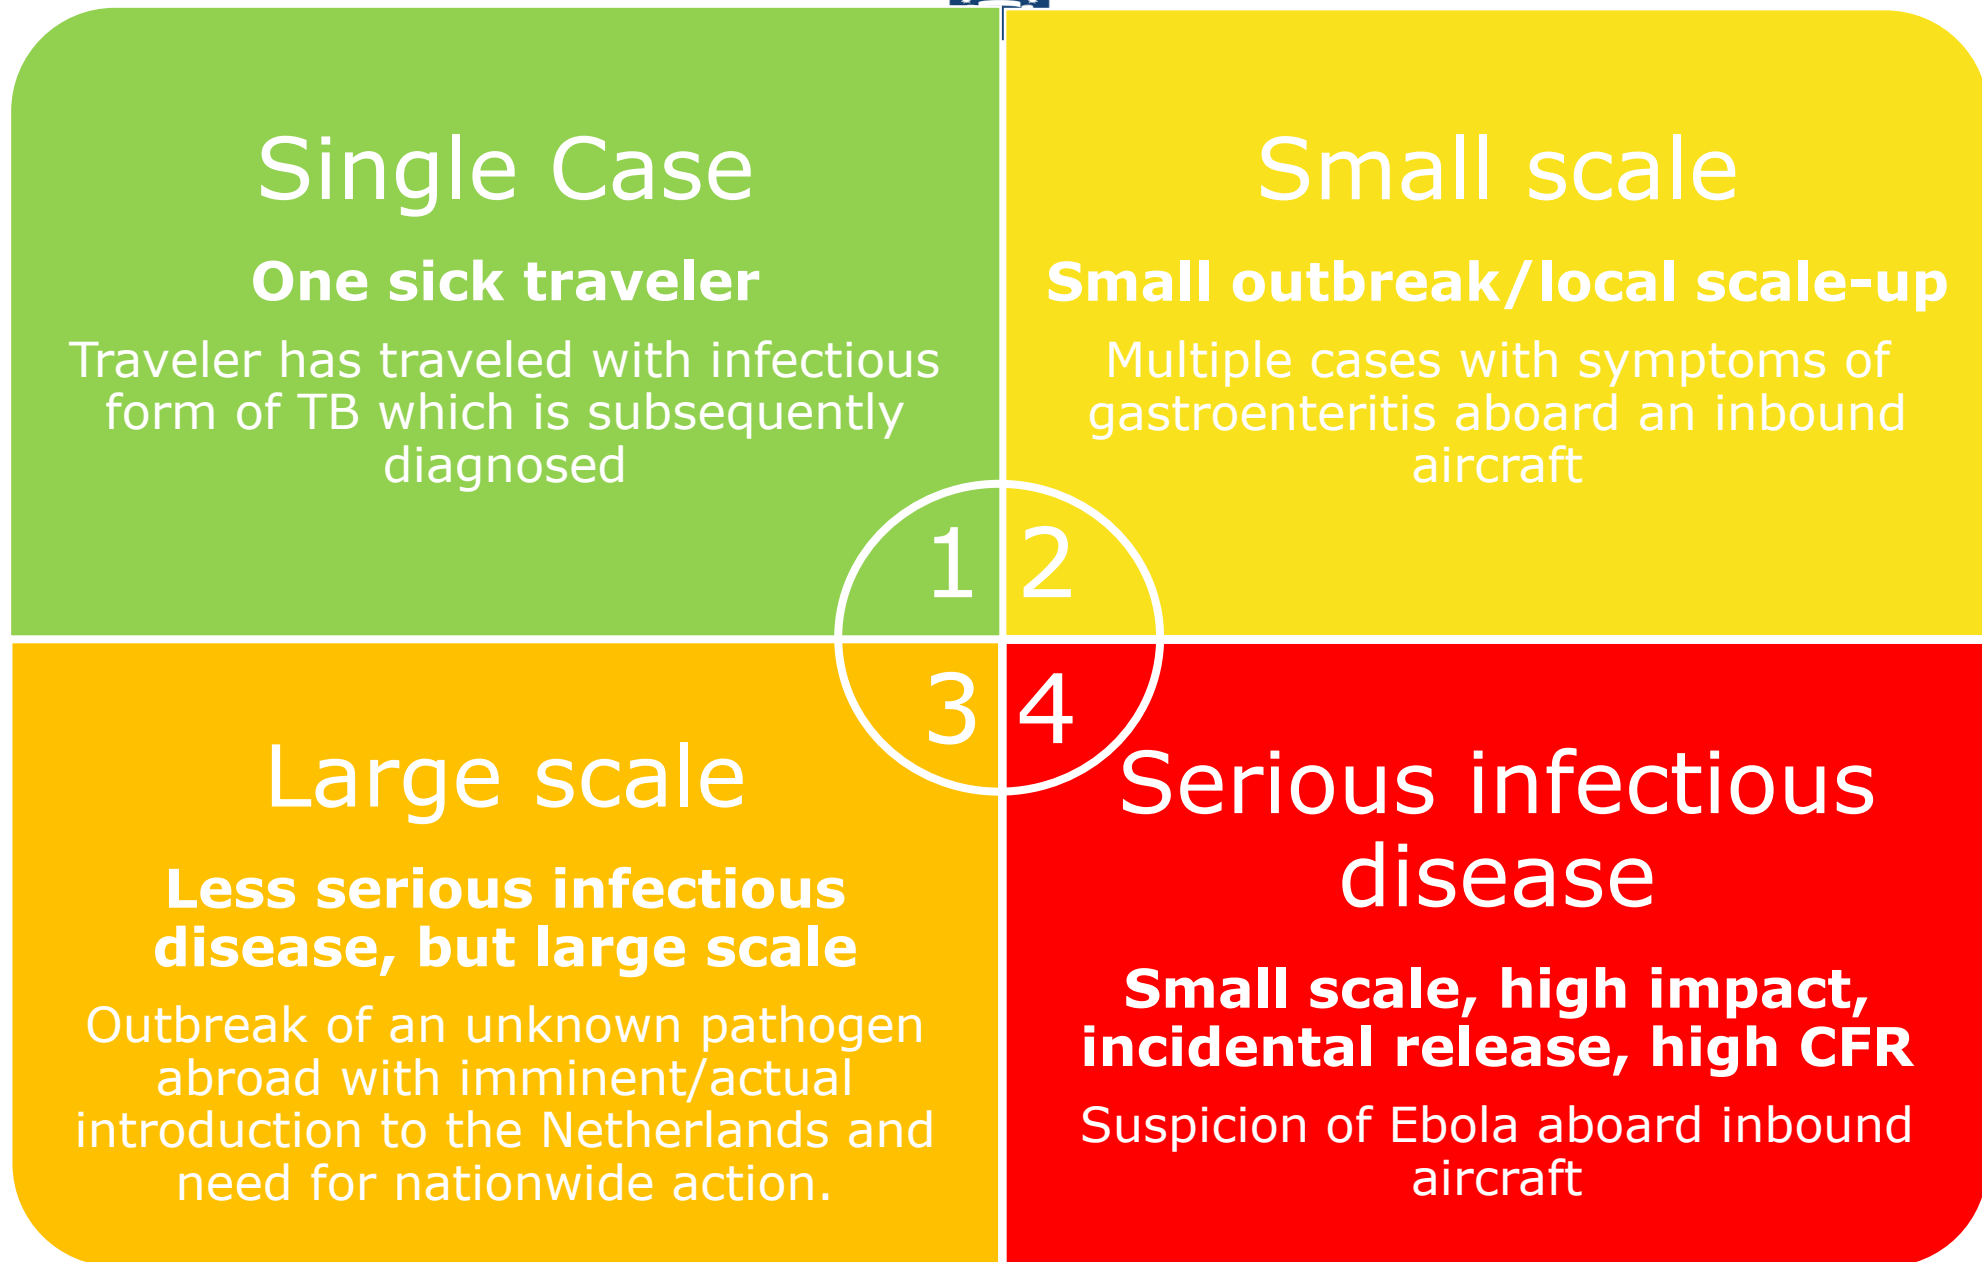 Single Case
One sick traveler
Traveler has traveled with infectious
form of TB which is subsequently
diagnosed
1
Small scale
Small outbreak/local scale-up
Multiple cases with symptoms of
gastroenteritis aboard an inbound
aircraft
2
3
Large scale
Less serious infectious
disease, but large scale
Outbreak of an unknown pathogen
abroad with imminent/actual
introduction to the Netherlands and
need for nationwide action.
4
Serious infectious
disease
Small scale, high impact,
incidental release, high CFR
Suspicion of Ebola aboard inbound
aircraft